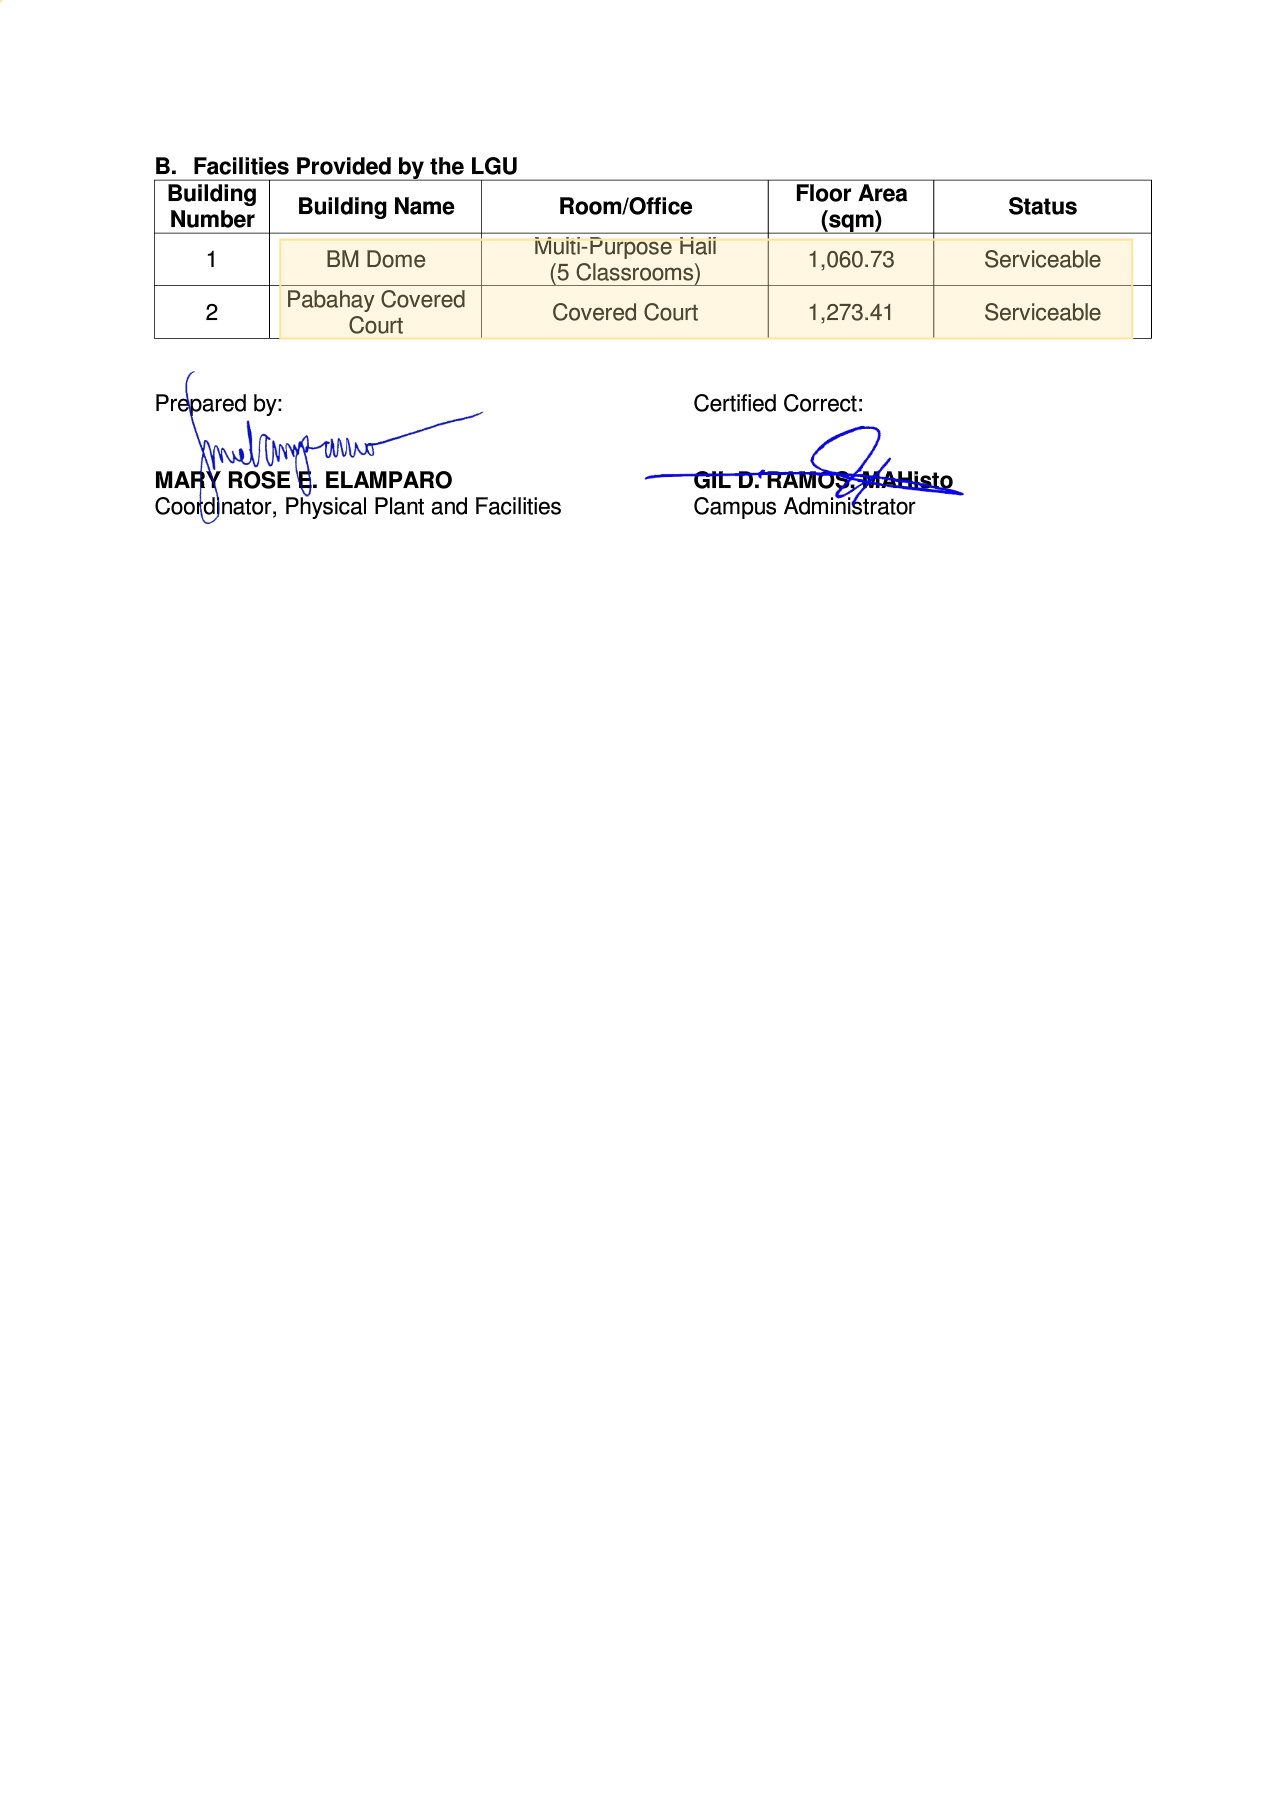 B. Facilities Provided by the LGU
Building Number Building Name Room/Office Floor Area (sqm) Status
1 BM Dome Multi-Purpose Hall (5 Classrooms) 1,060.73 Serviceable
2 Pabahay Covered Court Covered Court 1,273.41 Serviceable
Prepared by: Certified Correct:
MARY ROSE E. ELAMPARO GIL D. RAMOS, MAHisto
Coordinator, Physical Plant and Facilities Campus Administrator